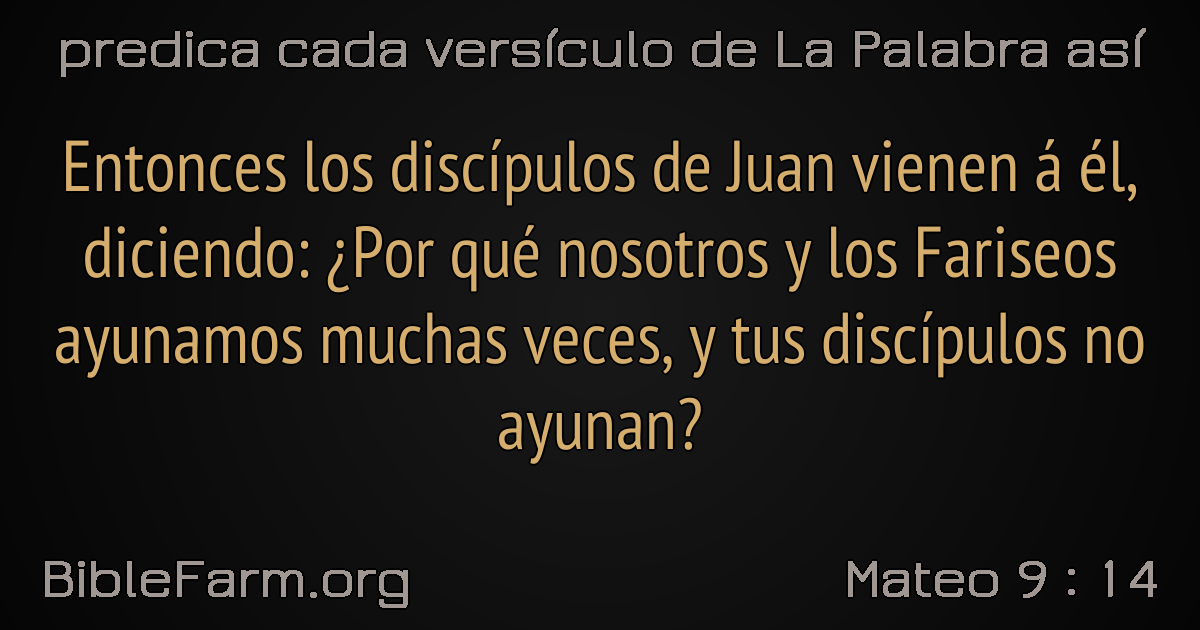 predica cada versículo de La Palabra así
Entonces los discípulos de Juan vienen á él,
diciendo: ¿Por qué nosotros y los Fariseos
ayunamos muchas veces, y tus discípulos no
ayunan?
BibleFarm.org
Mateo 9 : 14